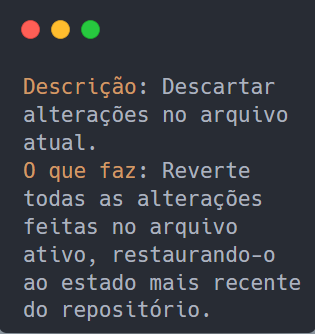 Descrição: Descartar
alterações no arquivo
atual.
O que faz: Reverte
todas as alterações
feitas no arquivo
ativo, restaurando-o
ao estado mais recente
do repositório.